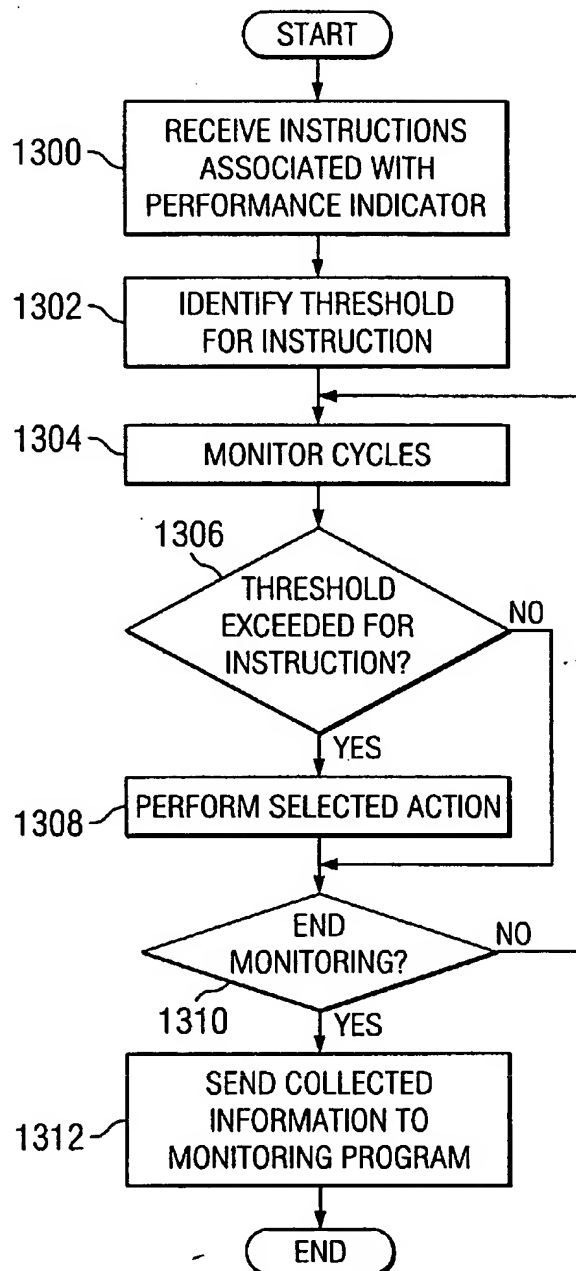 START
1300
RECEIVE INSTRUCTIONS
ASSOCIATED WITH
PERFORMANCE INDICATOR
1302
IDENTIFY THRESHOLD
FOR INSTRUCTION
1304
MONITOR CYCLES
1306
THRESHOLD
EXCEEDED FOR
INSTRUCTION?
NO
YES
1308
PERFORM SELECTED ACTION
END
MONITORING?
NO
1310
YES
1312
SEND COLLECTED
INFORMATION TO
MONITORING PROGRAM
END